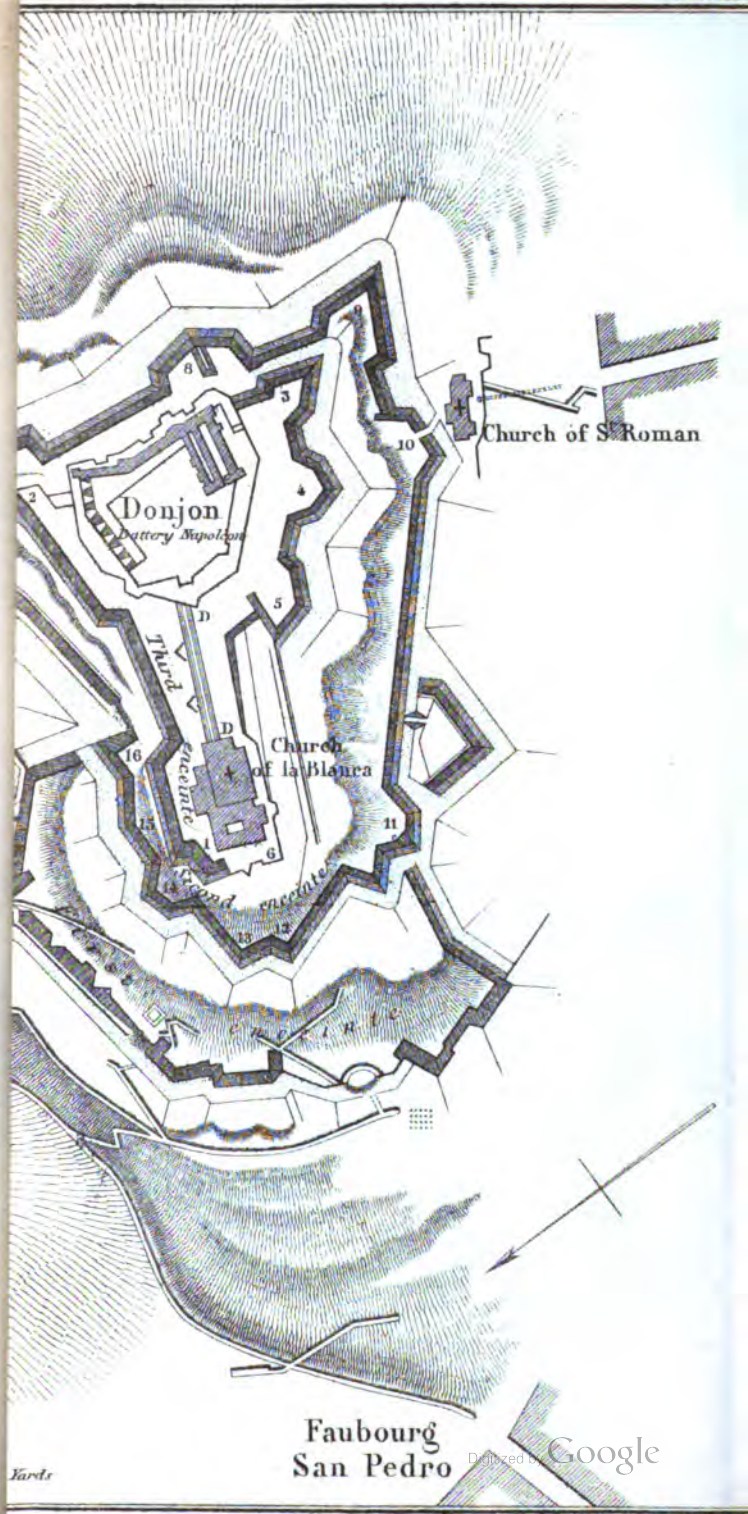 8
9
3
10
Church of St Roman
4
2
Donjon
Battery Napoleon
5
D
Third
enceinte
D
Church
of la Blanca
16
15
11
1
6
14
Second enceinte
13
12
First
enceinte
Faubourg
San Pedro
Yards
Digitized by Google